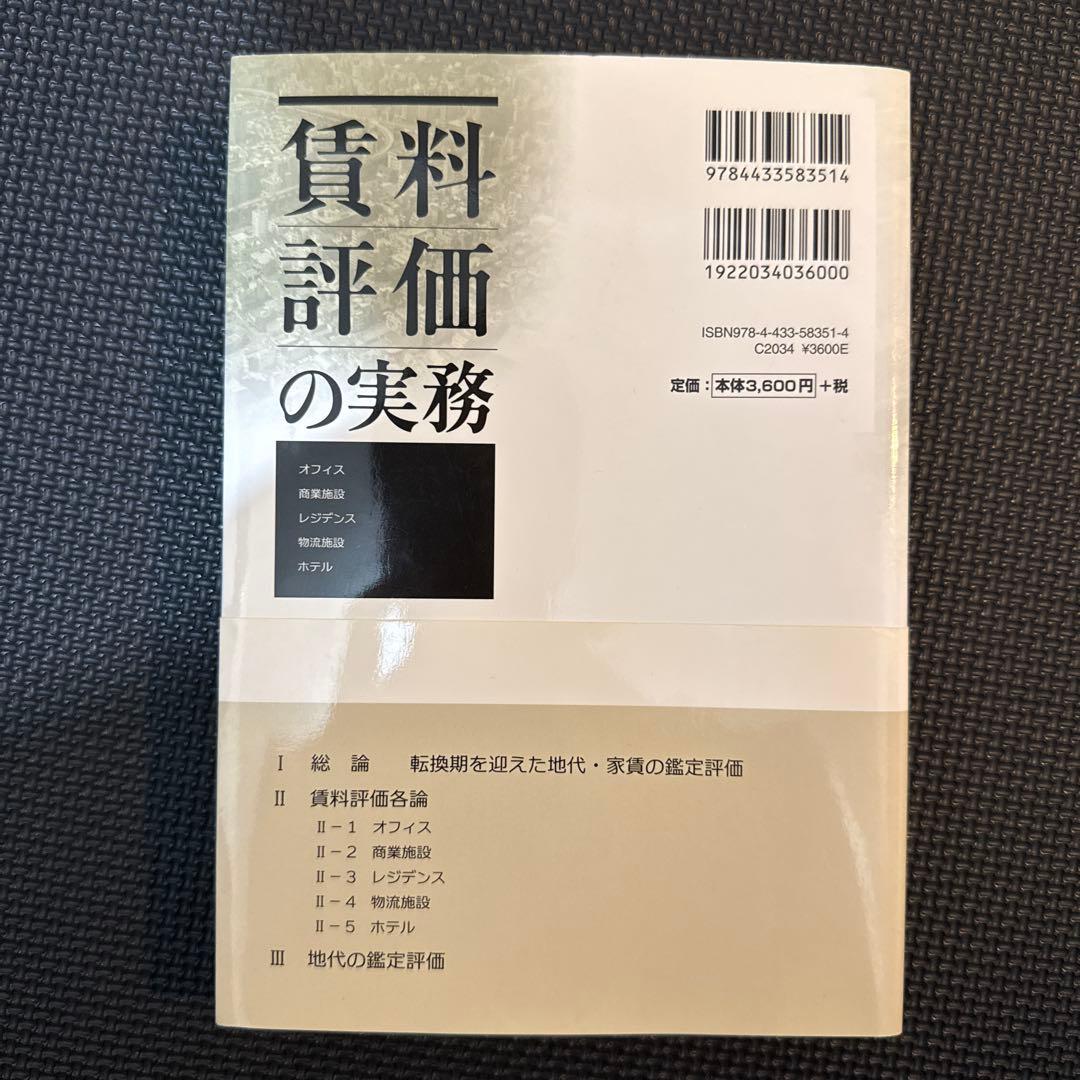 賃料
評価
の実務
オフィス
商業施設
レジデンス
物流施設
ホテル
9784433583514
1922034036000
ISBN978-4-433-58351-4
C2034 ¥3600E
定価：本体3,600円+税
Ⅰ 総論 転換期を迎えた地代・家賃の鑑定評価
Ⅱ 賃料評価各論
Ⅱ－1 オフィス
Ⅱ－2 商業施設
Ⅱ－3 レジデンス
Ⅱ－4 物流施設
Ⅱ－5 ホテル
Ⅲ 地代の鑑定評価